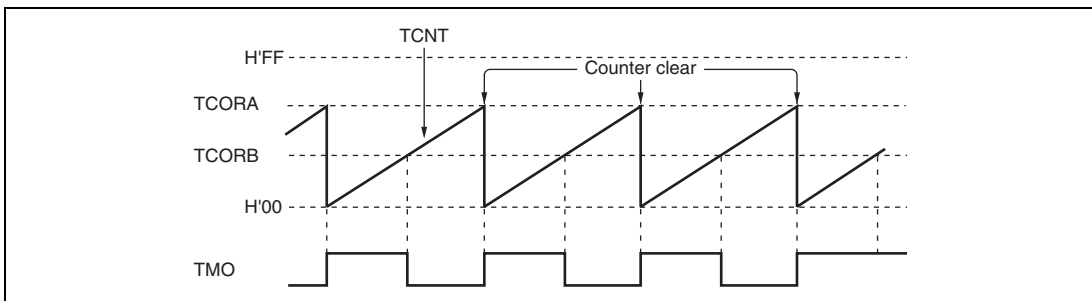 TCNT
H'FF
Counter clear
TCORA
TCORB
H'00
TMO